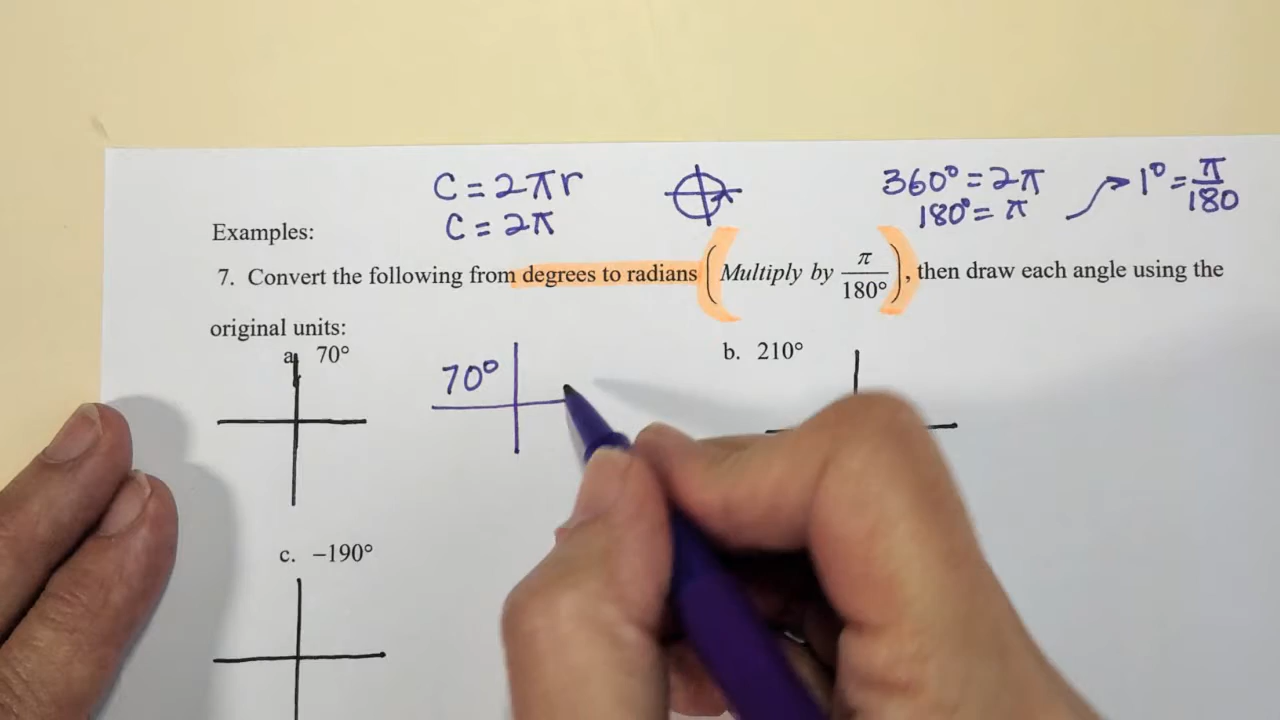 C = 2πr
C = 2π
360° = 2π
180° = π
1° = π/180
Examples:
7. Convert the following from degrees to radians (Multiply by π/180°), then draw each angle using the
original units:
a. 70°
70°
b. 210°
c. −190°